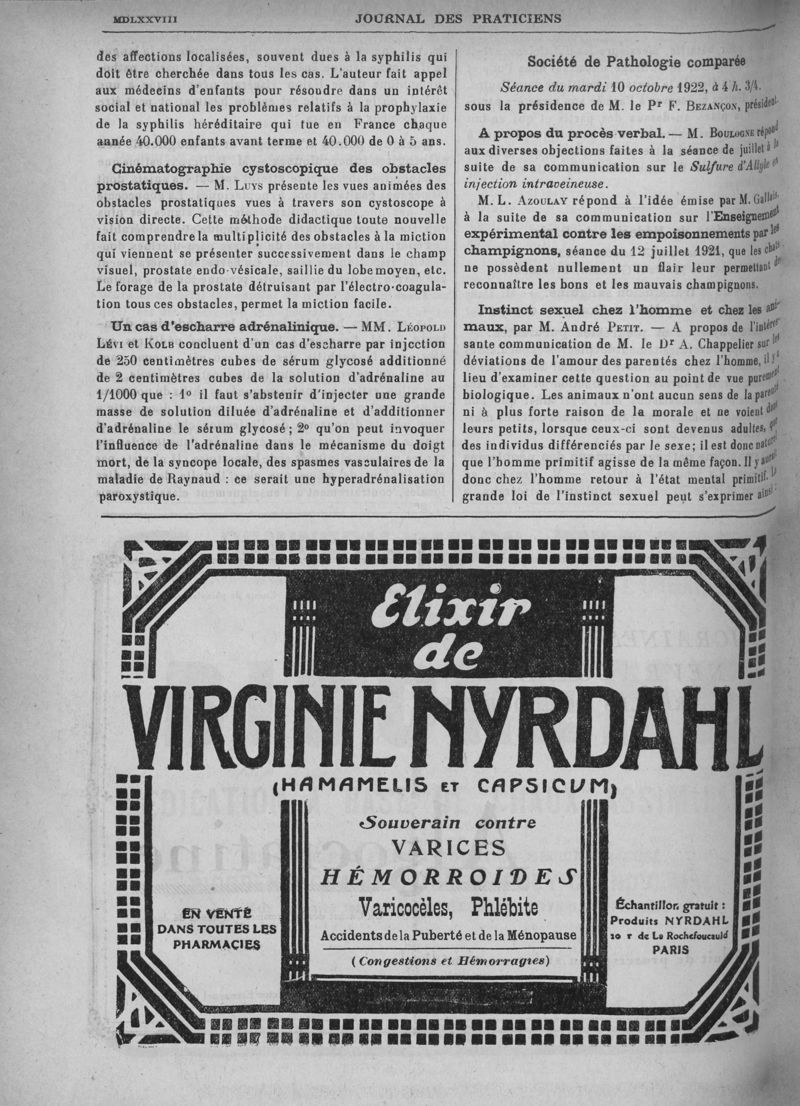 MDLXXVIII
JOURNAL DES PRATICIENS
des affections localisées, souvent dues à la syphilis qui
doit être cherchée dans tous les cas. L'auteur fait appel
aux médecins d'enfants pour résoudre dans un intérêt
social et national les problèmes relatifs à la prophylaxie
de la syphilis héréditaire qui tue en France chaque
année 40.000 enfants avant terme et 40.000 de 0 à 5 ans.
Cinématographie cystoscopique des obstacles
prostatiques. — M. LUYS présente les vues animées des
obstacles prostatiques vues à travers son cystoscope à
vision directe. Cette méthode didactique toute nouvelle
fait comprendre la multiplicité des obstacles à la miction
qui viennent se présenter successivement dans le champ
visuel, prostate endo-vésicale, saillie du lobe moyen, etc.
Le forage de la prostate détruisant par l'électro-coagula-
tion tous ces obstacles, permet la miction facile.
Un cas d'escharre adrénalinique. — MM. LÉOPOLD
LÉVI et KOLB concluent d'un cas d'escharre par injection
de 250 centimètres cubes de sérum glycosé additionné
de 2 centimètres cubes de la solution d'adrénaline au
1/1000 que : 1º il faut s'abstenir d'injecter une grande
masse de solution diluée d'adrénaline et d'additionner
d'adrénaline le sérum glycosé ; 2º qu'on peut invoquer
l'influence de l'adrénaline dans le mécanisme du doigt
mort, de la syncope locale, des spasmes vasculaires de la
maladie de Raynaud : ce serait une hyperadrénalisation
paroxystique.
Société de Pathologie comparée
Séance du mardi 10 octobre 1922, à 4 h. 3/4.
sous la présidence de M. le Pr F. BEZANÇON, président.
A propos du procès verbal. — M. BOULOGNE répond
aux diverses objections faites à la séance de juillet à la
suite de sa communication sur le Sulfure d'Allyle en
injection intraveineuse.
M. L. AZOULAY répond à l'idée émise par M. Gallais,
à la suite de sa communication sur l'Enseignement
expérimental contre les empoisonnements par les
champignons, séance du 12 juillet 1921, que les chats
ne possèdent nullement un flair leur permettant de
reconnaître les bons et les mauvais champignons.
Instinct sexuel chez l'homme et chez les ani-
maux, par M. André PETIT. — A propos de l'intéres-
sante communication de M. le Dr A. Chappelier sur les
déviations de l'amour des parentés chez l'homme, il y a
lieu d'examiner cette question au point de vue purement
biologique. Les animaux n'ont aucun sens de la parenté
ni à plus forte raison de la morale et ne voient dans
leurs petits, lorsque ceux-ci sont devenus adultes, que
des individus différenciés par le sexe ; il est donc naturel
que l'homme primitif agisse de la même façon. Il y aurait
donc chez l'homme retour à l'état mental primitif. La
grande loi de l'instinct sexuel peut s'exprimer ainsi
Elixir
de
VIRGINIE NYRDAHL
(HAMAMELIS ET CAPSICUM)
Souverain contre
VARICES
HÉMORROIDES
Varicocèles, Phlébite
Accidents de la Puberté et de la Ménopause
(Congestions et Hémorragies)
EN VENTE
DANS TOUTES LES
PHARMACIES
Échantillon gratuit :
Produits NYRDAHL
20 r de La Rochefoucauld
PARIS